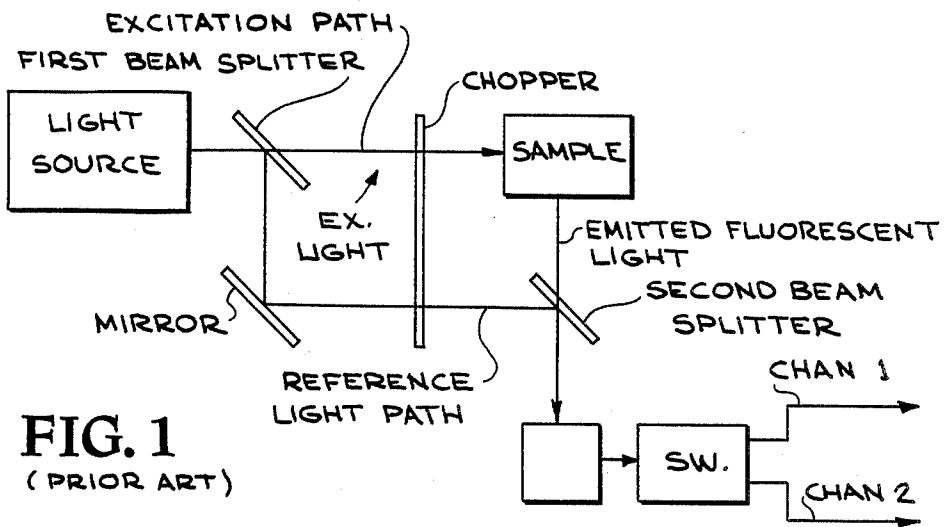 EXCITATION PATH
FIRST BEAM SPLITTER
CHOPPER
LIGHT
SOURCE
SAMPLE
EX.
LIGHT
EMITTED FLUORESCENT
LIGHT
MIRROR
SECOND BEAM
SPLITTER
REFERENCE
LIGHT PATH
CHAN 1
SW.
CHAN 2
FIG. 1
(PRIOR ART)